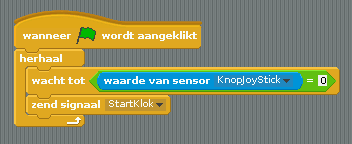 wanneer wordt aangeklikt
herhaal
wacht tot waarde van sensor KnopJoyStick = 0
zend signaal StartKlok